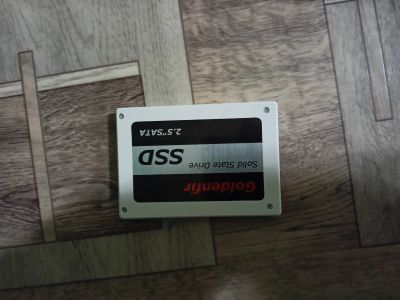 Goldenfir
Solid State Drive
SSD
2.5"SATA